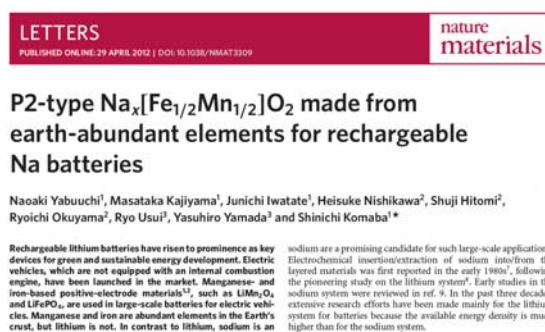 LETTERS
PUBLISHED ONLINE: 29 APRIL 2012 | DOI: 10.1038/NMAT3309
nature
materials
P2-type Naₓ[Fe₁/₂Mn₁/₂]O₂ made from
earth-abundant elements for rechargeable
Na batteries
Naoaki Yabuuchi¹, Masataka Kajiyama¹, Junichi Iwatate¹, Heisuke Nishikawa², Shuji Hitomi²,
Ryoichi Okuyama², Ryo Usui³, Yasuhiro Yamada³ and Shinichi Komaba¹*
Rechargeable lithium batteries have risen to prominence as key
devices for green and sustainable energy development. Electric
vehicles, which are not equipped with an internal combustion
engine, have been launched in the market. Manganese- and
iron-based positive-electrode materials¹,², such as LiMn₂O₄
and LiFePO₄, are used in large-scale batteries for electric vehi-
cles. Manganese and iron are abundant elements in the Earth's
crust, but lithium is not. In contrast to lithium, sodium is an
sodium are a promising candidate for such large-scale application
Electrochemical insertion/extraction of sodium into/from th
layered materials was first reported in the early 1980s⁷, followin
the pioneering study on the lithium system⁸. Early studies in th
sodium system were reviewed in ref. 9. In the past three decade
extensive research efforts have been made mainly for the lithiu
system for batteries because the available energy density is muc
higher than for the sodium system.